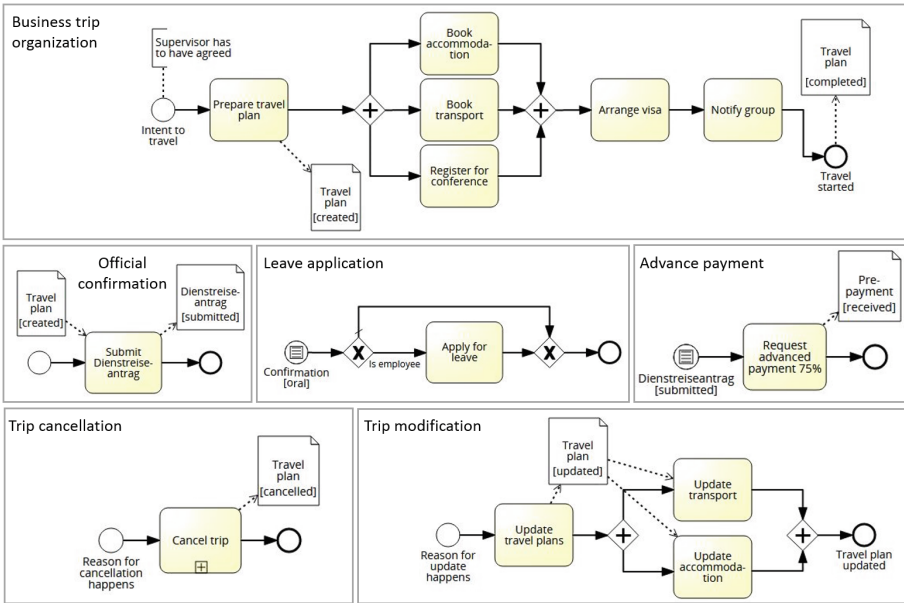 Business trip
organization
Supervisor has
to have agreed
Intent to
travel
Prepare travel
plan
Travel
plan
[created]
Book
accommoda-
tion
Book
transport
Register for
conference
Arrange visa
Notify group
Travel
plan
[completed]
Travel
started
Official
confirmation
Travel
plan
[created]
Dienstreise-
antrag
[submitted]
Submit
Dienstreise-
antrag
Leave application
Confirmation
[oral]
Is employee
Apply for
leave
Advance payment
Pre-
payment
[received]
Dienstreiseantrag
[submitted]
Request
advanced
payment 75%
Trip cancellation
Travel
plan
[cancelled]
Reason for
cancellation
happens
Cancel trip
Trip modification
Travel
plan
[updated]
Reason for
update
happens
Update
travel plans
Update
transport
Update
accommoda-
tion
Travel plan
updated